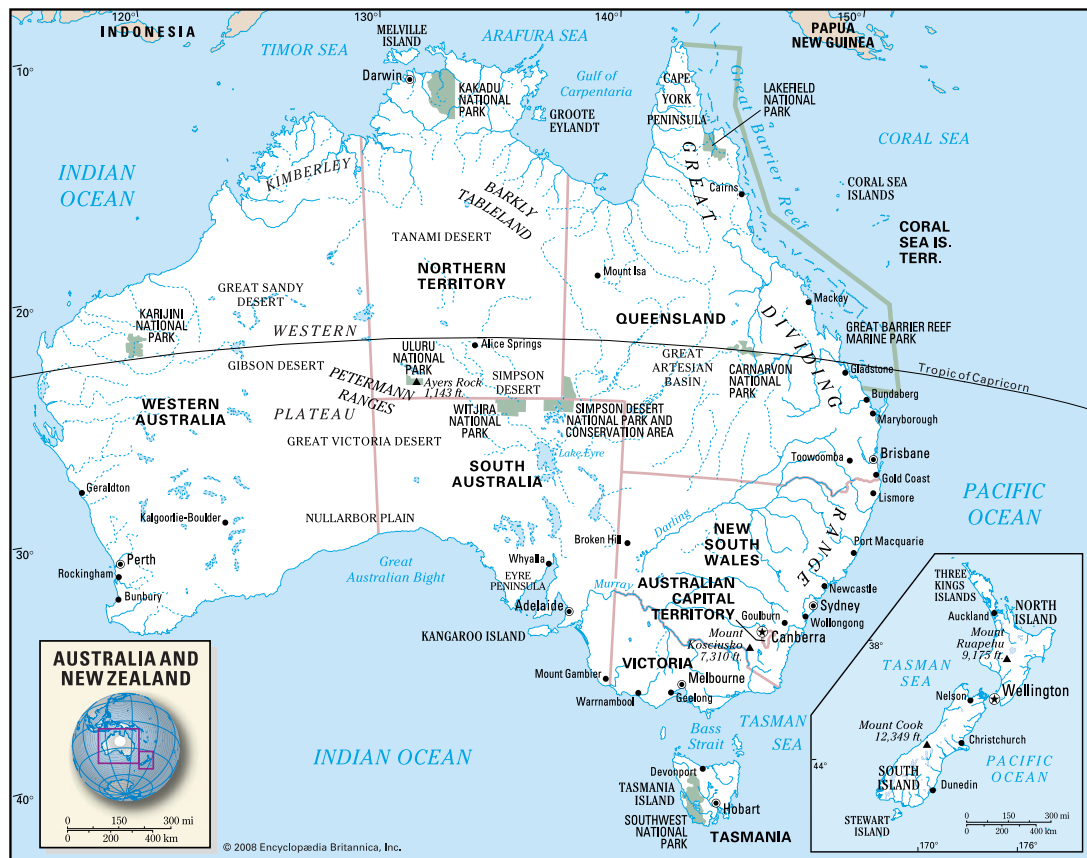 120°
130°
140°
150°
INDONESIA
TIMOR SEA
MELVILLE
ISLAND
ARAFURA SEA
PAPUA
NEW GUINEA
10°
Darwin
KAKADU
NATIONAL
PARK
Gulf of
Carpentaria
GROOTE
EYLANDT
CAPE
YORK
PENINSULA
LAKEFIELD
NATIONAL
PARK
Great Barrier Reef
CORAL SEA
INDIAN
OCEAN
KIMBERLEY
BARKLY
TABLELAND
GREAT
Cairns
CORAL SEA
ISLANDS
CORAL
SEA IS.
TERR.
TANAMI DESERT
NORTHERN
TERRITORY
Mount Isa
GREAT SANDY
DESERT
Mackay
20°
KARIJINI
NATIONAL
PARK
WESTERN
QUEENSLAND
DIVIDING
GREAT BARRIER REEF
MARINE PARK
ULURU
NATIONAL
PARK
Alice Springs
GIBSON DESERT
Ayers Rock
1,143 ft.
SIMPSON
DESERT
GREAT
ARTESIAN
BASIN
CARNARVON
NATIONAL
PARK
Gladstone
Tropic of Capricorn
PETERMANN
RANGES
WESTERN
AUSTRALIA
PLATEAU
WITJIRA
NATIONAL
PARK
SIMPSON DESERT
NATIONAL PARK AND
CONSERVATION AREA
Bundaberg
Maryborough
GREAT VICTORIA DESERT
Lake Eyre
Toowoomba
Brisbane
SOUTH
AUSTRALIA
Gold Coast
Geraldton
Lismore
PACIFIC
OCEAN
Kalgoorlie-Boulder
NULLARBOR PLAIN
Darling
RANGE
30°
Perth
Rockingham
Bunbury
Great
Australian Bight
Whyalla
EYRE
PENINSULA
Broken Hill
NEW
SOUTH
WALES
Port Macquarie
Murray
AUSTRALIAN
CAPITAL
TERRITORY
Newcastle
Adelaide
Goulburn
Sydney
Wollongong
KANGAROO ISLAND
Mount
Kosciusko
7,310 ft.
Canberra
VICTORIA
Mount Gambier
Melbourne
Warrnambool
Geelong
Bass
Strait
TASMAN
SEA
INDIAN OCEAN
Devonport
TASMANIA
ISLAND
Hobart
SOUTHWEST
NATIONAL
PARK
TASMANIA
40°
AUSTRALIA AND
NEW ZEALAND
0 150 300 mi
0 200 400 km
© 2008 Encyclopædia Britannica, Inc.
THREE
KINGS
ISLANDS
NORTH
ISLAND
Auckland
Mount
Ruapehu
9,175 ft.
38°
TASMAN
SEA
Nelson
Wellington
Mount Cook
12,349 ft.
Christchurch
44°
PACIFIC
OCEAN
SOUTH
ISLAND
Dunedin
STEWART
ISLAND
0 150 300 mi
0 200 400 km
170°
176°